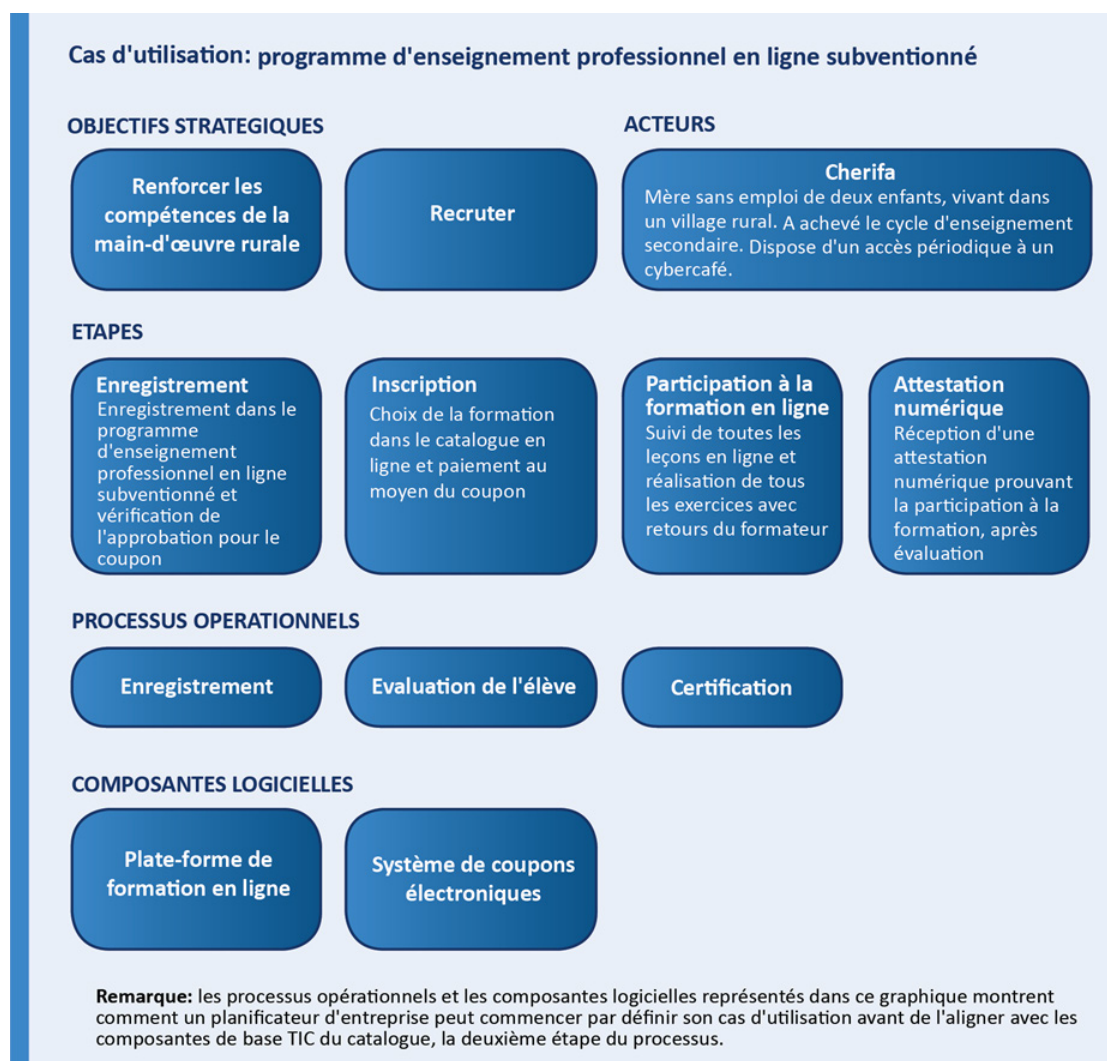 Cas d'utilisation: programme d'enseignement professionnel en ligne subventionné
OBJECTIFS STRATEGIQUES
Renforcer les
compétences de la
main-d'œuvre rurale
Recruter
ACTEURS
Cherifa
Mère sans emploi de deux enfants, vivant dans
un village rural. A achevé le cycle d'enseignement
secondaire. Dispose d'un accès périodique à un
cybercafé.
ETAPES
Enregistrement
Enregistrement dans le
programme
d'enseignement
professionnel en ligne
subventionné et
vérification de
l'approbation pour le
coupon
Inscription
Choix de la formation
dans le catalogue en
ligne et paiement au
moyen du coupon
Participation à la
formation en ligne
Suivi de toutes les
leçons en ligne et
réalisation de tous
les exercices avec
retours du formateur
Attestation
numérique
Réception d'une
attestation
numérique prouvant
la participation à la
formation, après
évaluation
PROCESSUS OPERATIONNELS
Enregistrement
Evaluation de l'élève
Certification
COMPOSANTES LOGICIELLES
Plate-forme de
formation en ligne
Système de coupons
électroniques
Remarque: les processus opérationnels et les composantes logicielles représentés dans ce graphique montrent
comment un planificateur d'entreprise peut commencer par définir son cas d'utilisation avant de l'aligner avec les
composantes de base TIC du catalogue, la deuxième étape du processus.